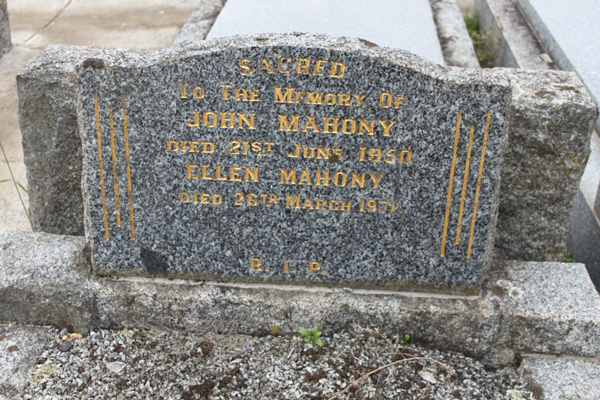 SACRED
TO THE MEMORY OF
JOHN MAHONY
DIED 21ST JUNE 1950
ELLEN MAHONY
DIED 26TH MARCH 1971
R. I. P.